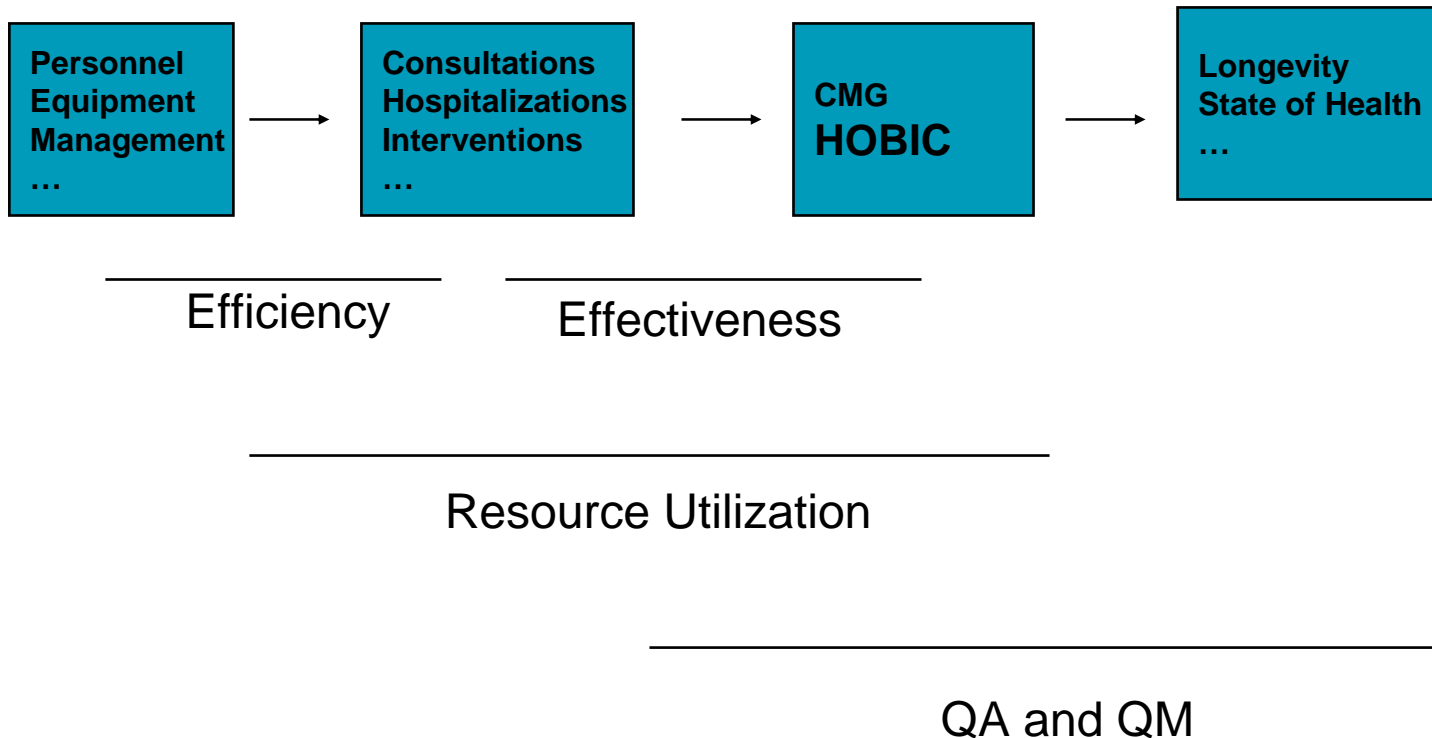 Personnel
Equipment
Management
…
Consultations
Hospitalizations
Interventions
…
CMG
HOBIC
Longevity
State of Health
…
Efficiency
Effectiveness
Resource Utilization
QA and QM